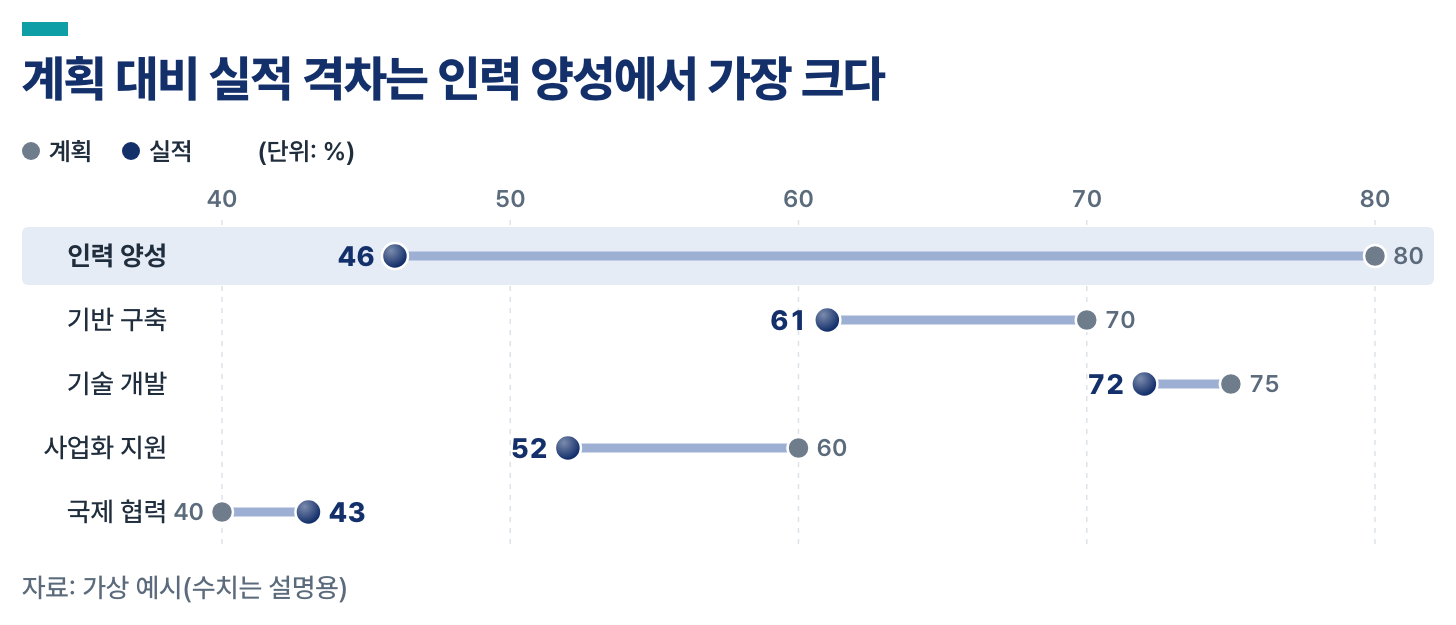 계획 대비 실적 격차는 인력 양성에서 가장 크다
계획 실적 (단위: %)
40 50 60 70 80
인력 양성 46 80
기반 구축 61 70
기술 개발 72 75
사업화 지원 52 60
국제 협력 40 43
자료: 가상 예시(수치는 설명용)